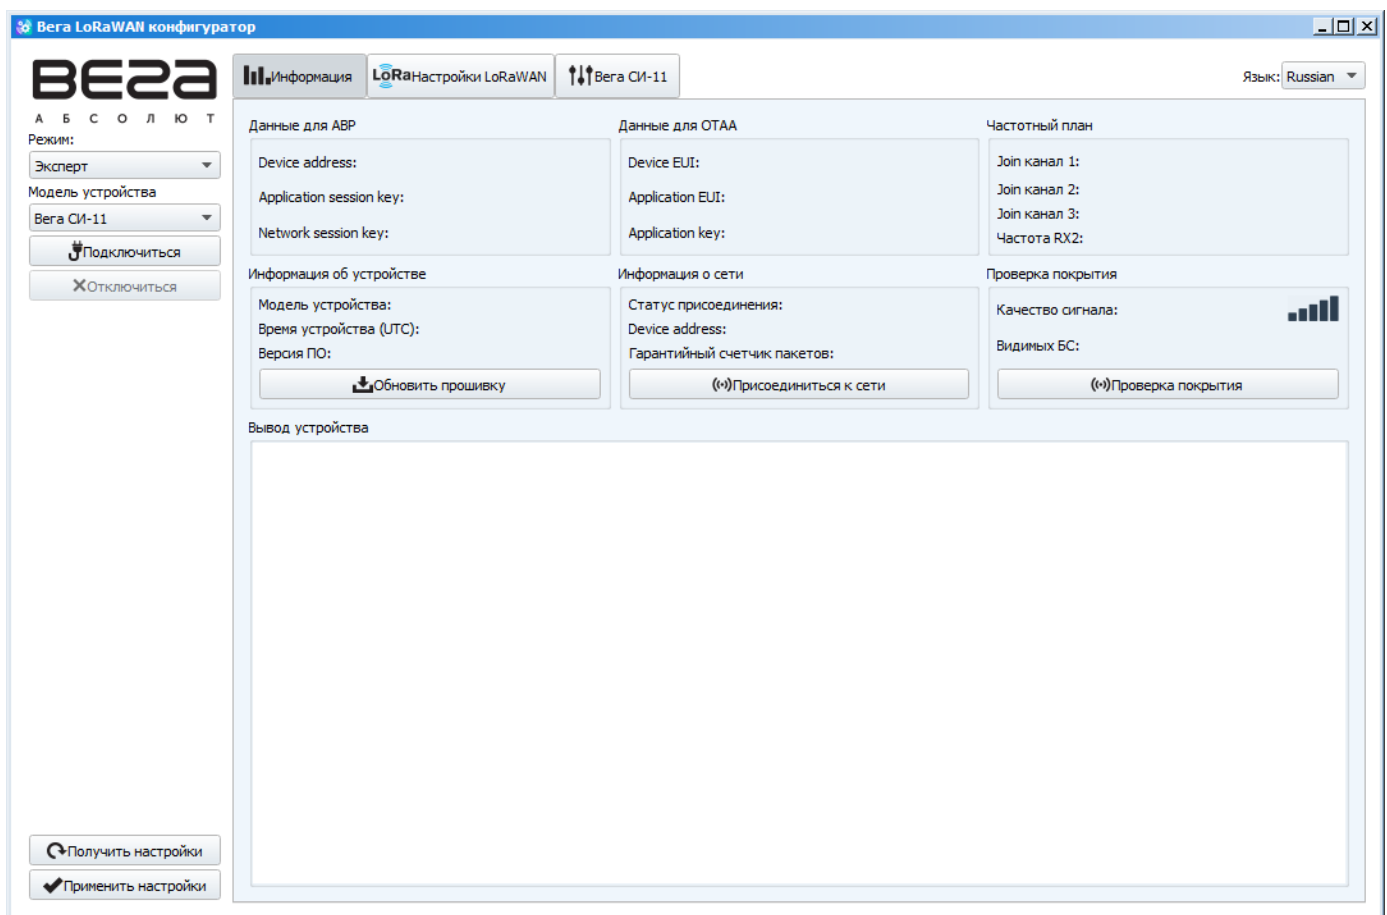 Вега LoRaWAN конфигуратор
ВЕГА
АБСОЛЮТ
Режим:
Эксперт
Модель устройства
Вега СИ-11
Подключиться
Отключиться
Получить настройки
Применить настройки
Информация
LoRa Настройки LoRaWAN
Вега СИ-11
Язык: Russian
Данные для ABP
Device address:
Application session key:
Network session key:
Данные для OTAA
Device EUI:
Application EUI:
Application key:
Частотный план
Join канал 1:
Join канал 2:
Join канал 3:
Частота RX2:
Информация об устройстве
Модель устройства:
Время устройства (UTC):
Версия ПО:
Обновить прошивку
Информация о сети
Статус присоединения:
Device address:
Гарантийный счетчик пакетов:
Присоединиться к сети
Проверка покрытия
Качество сигнала:
Видимых БС:
Проверка покрытия
Вывод устройства